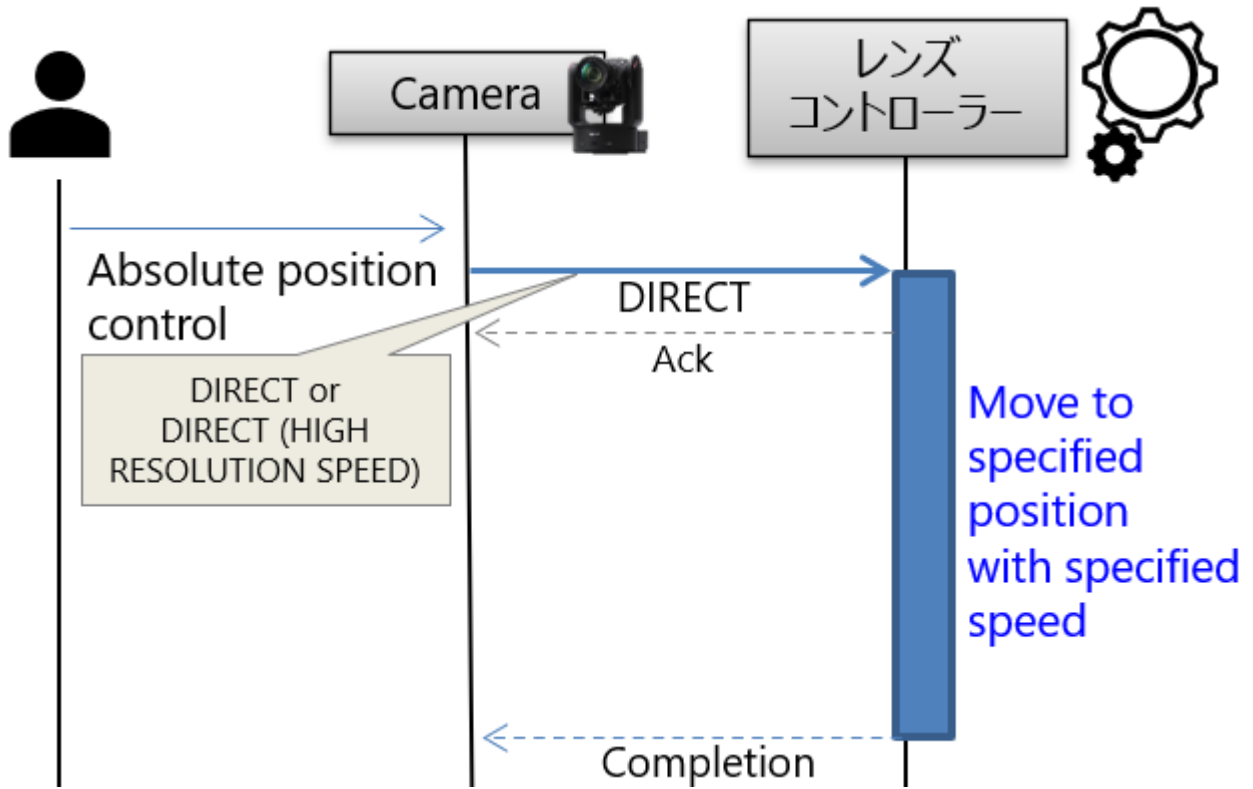 Camera
レンズ
コントローラー
Absolute position
control
DIRECT
Ack
DIRECT or
DIRECT (HIGH
RESOLUTION SPEED)
Move to
specified
position
with specified
speed
Completion